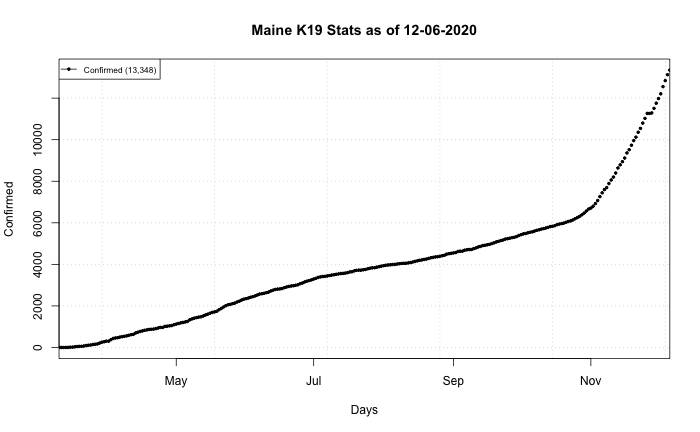 Maine K19 Stats as of 12-06-2020
Confirmed (13,348)
10000
8000
6000
4000
2000
0
Confirmed
May Jul Sep Nov
Days